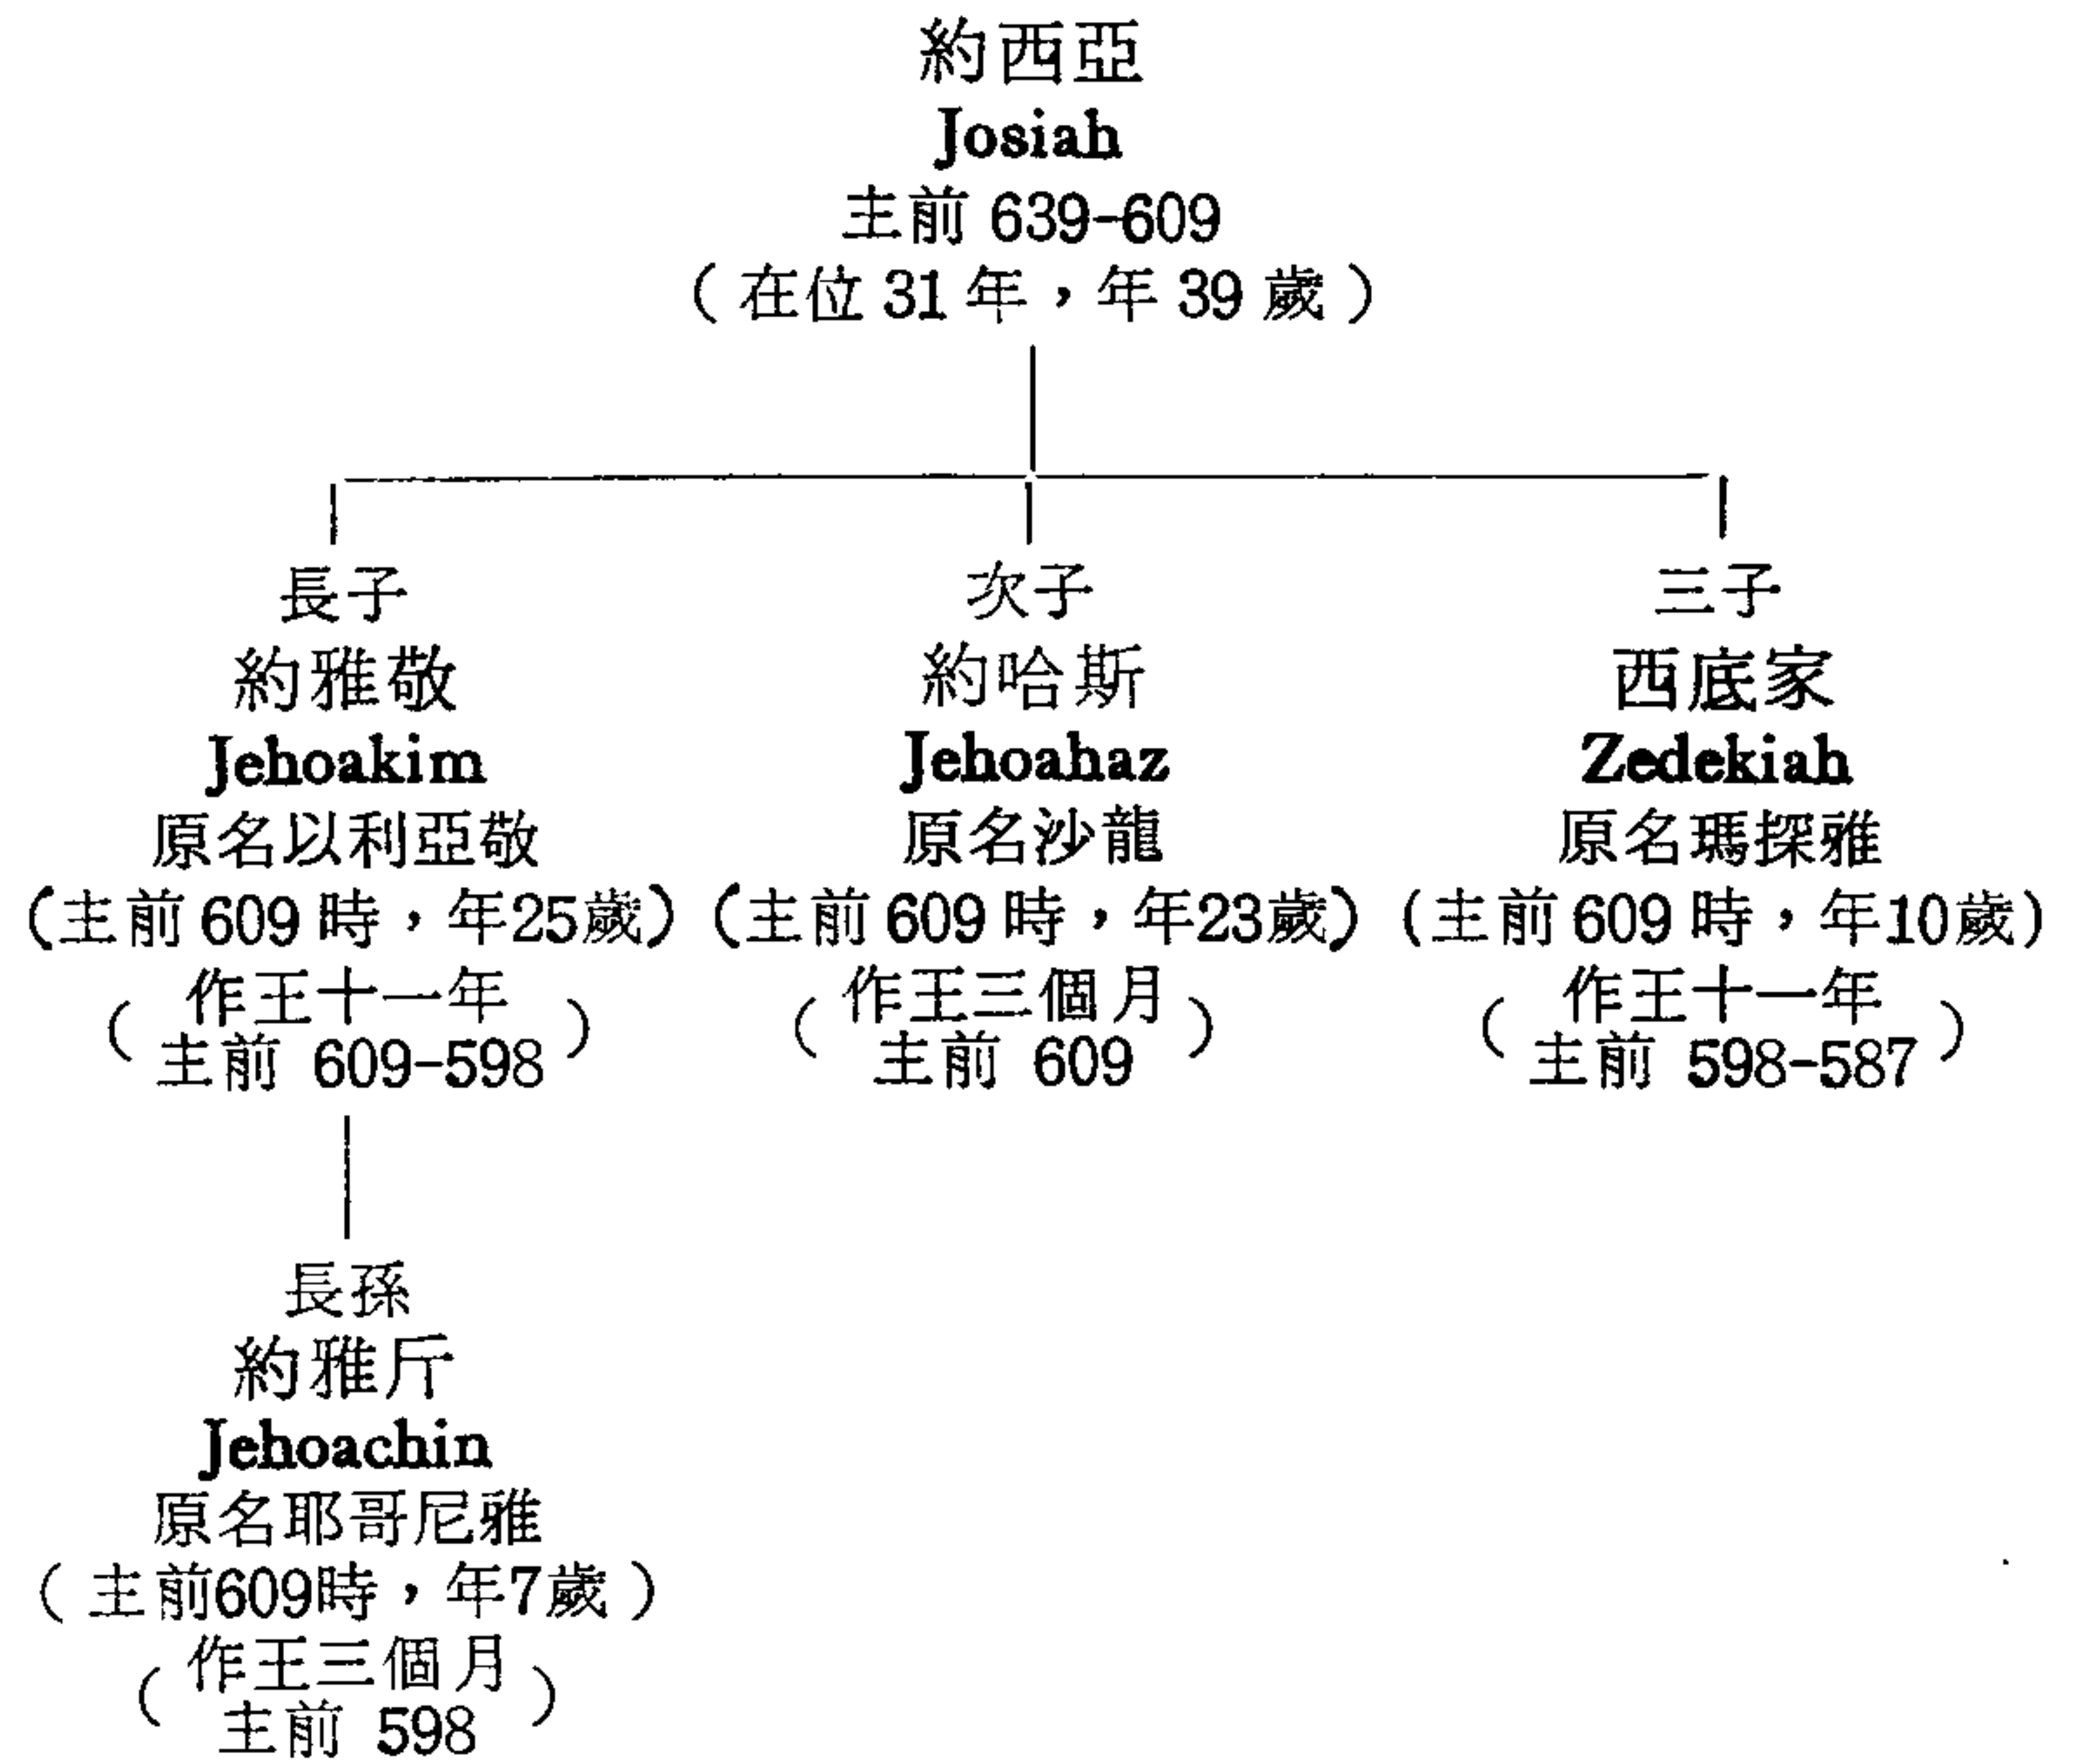 約西亞
Josiah
主前 639-609
（在位 31 年，年 39 歲）
長子
約雅敬
Jehoakim
原名以利亞敬
(主前 609 時，年25歲)
(作王十一年
主前 609-598)
次子
約哈斯
Jehoahaz
原名沙龍
(主前 609 時，年23歲)
(作王三個月
主前 609)
三子
西底家
Zedekiah
原名瑪探雅
(主前 609 時，年10歲)
(作王十一年
主前 598-587)
長孫
約雅斤
Jehoachin
原名耶哥尼雅
（主前609時，年7歲）
(作王三個月
主前 598)